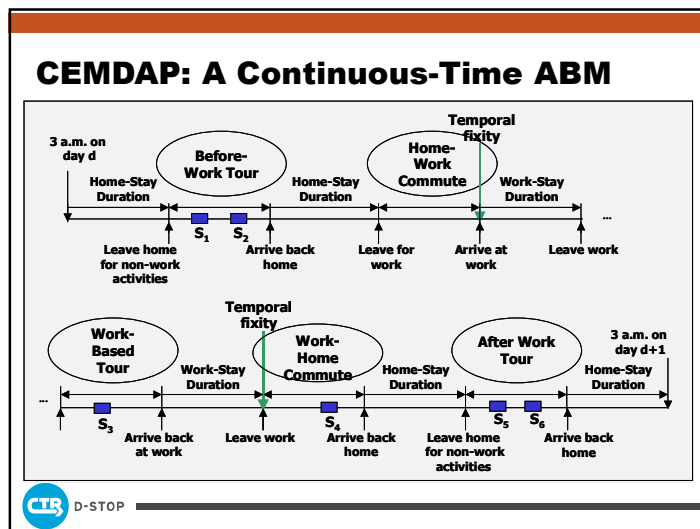 CEMDAP: A Continuous-Time ABM
Temporal
fixity
3 a.m. on
day d
Before-
Work Tour
Home-
Work
Commute
Home-Stay
Duration
Home-Stay
Duration
Work-Stay
Duration
...
S1
S2
Leave home
for non-work
activities
Arrive back
home
Leave for
work
Arrive at
work
Leave work
Temporal
fixity
Work-
Based
Tour
Work-
Home
Commute
After Work
Tour
3 a.m. on
day d+1
Work-Stay
Duration
Home-Stay
Duration
Home-Stay
Duration
...
S3
S4
S5
S6
Arrive back
at work
Leave work
Arrive back
home
Leave home
for non-work
activities
Arrive back
home
CTR D-STOP